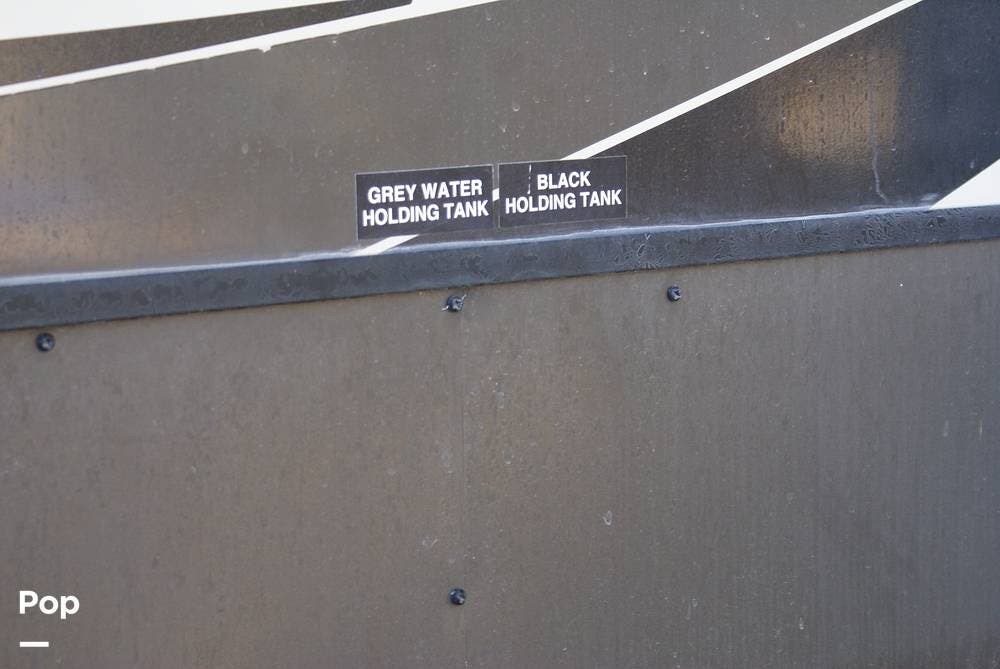 GREY WATER
HOLDING TANK
BLACK
HOLDING TANK
Pop